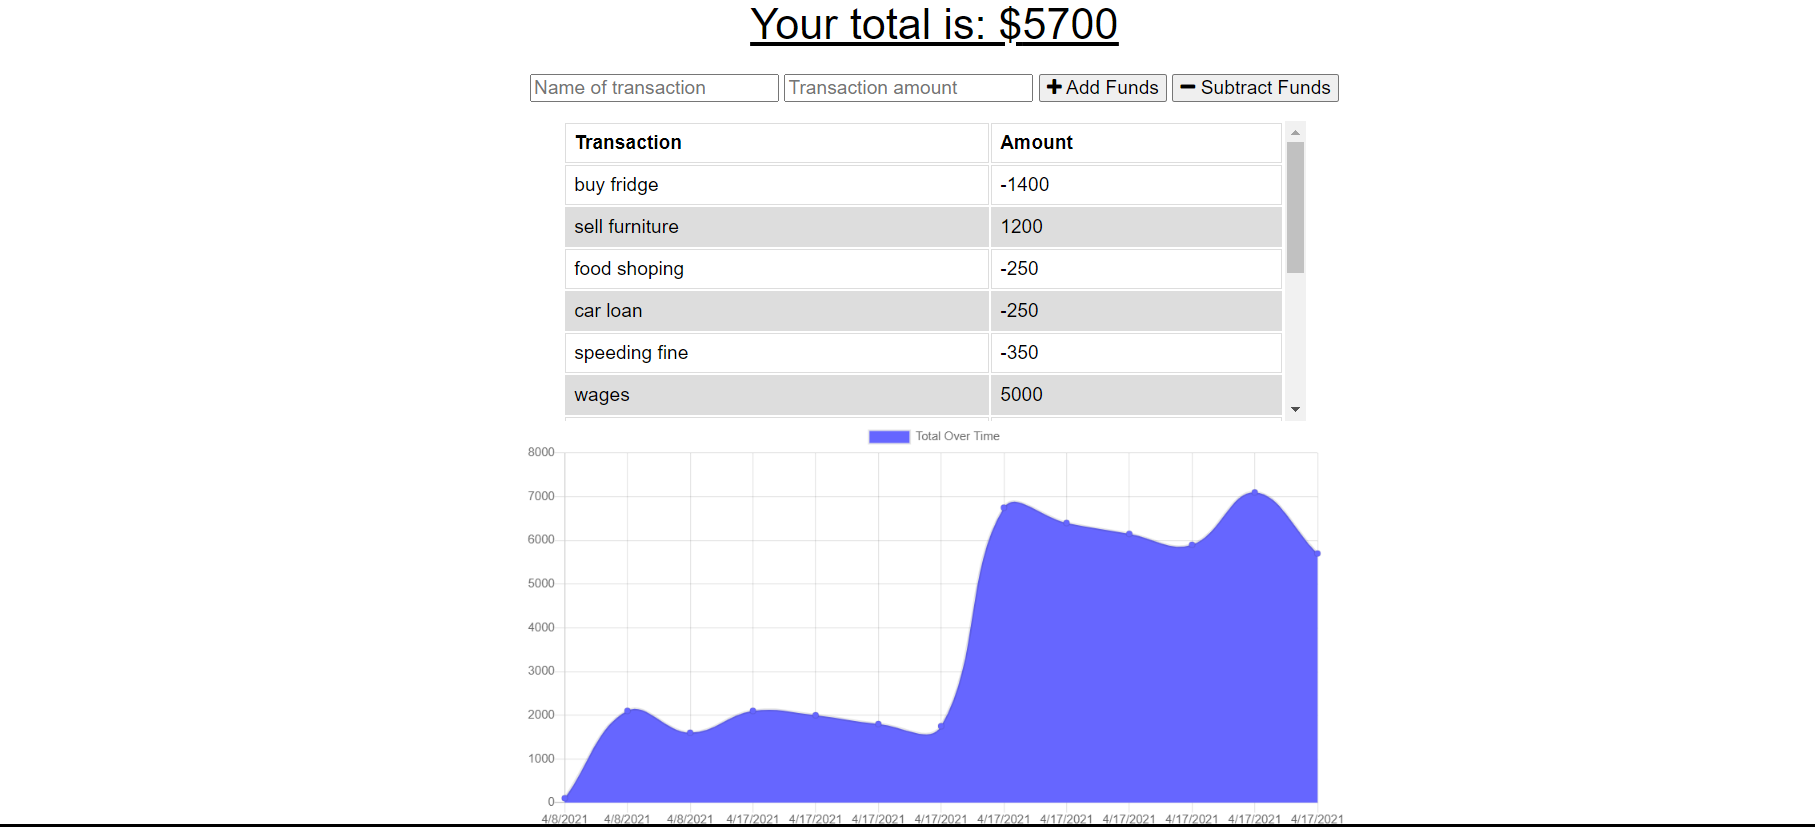 Your total is: $5700
Name of transaction Transaction amount Add Funds Subtract Funds
Transaction Amount
buy fridge -1400
sell furniture 1200
food shoping -250
car loan -250
speeding fine -350
wages 5000
Total Over Time
8000
7000
6000
5000
4000
3000
2000
1000
0
4/8/2021 4/8/2021 4/8/2021 4/17/2021 4/17/2021 4/17/2021 4/17/2021 4/17/2021 4/17/2021 4/17/2021 4/17/2021 4/17/2021 4/17/2021